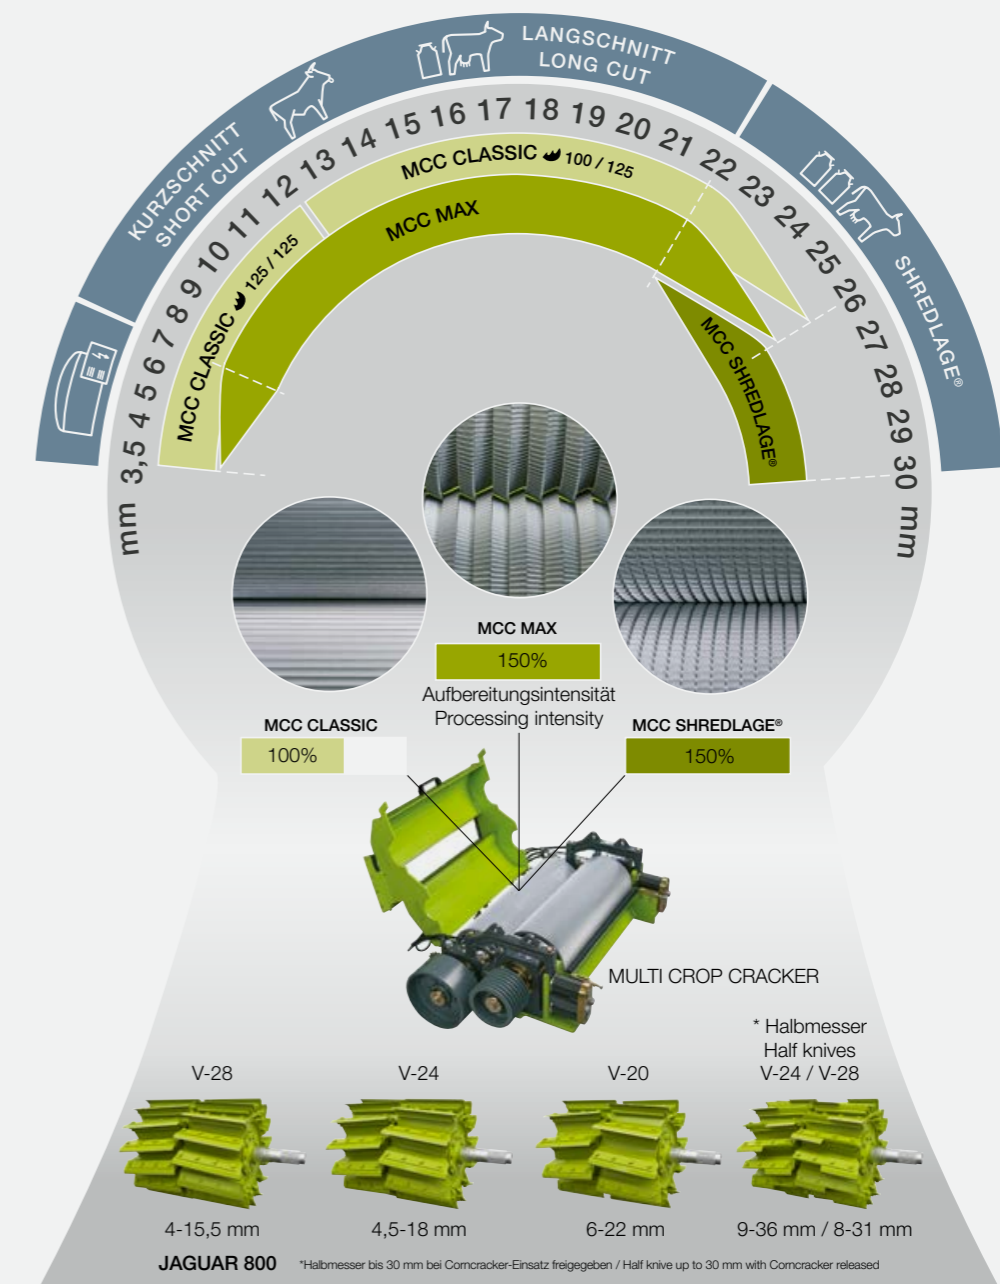 KURZSCHNITT
SHORT CUT
LANGSCHNITT
LONG CUT
SHREDLAGE®
mm 3,5 4 5 6 7 8 9 10 11 12 13 14 15 16 17 18 19 20 21 22 23 24 25 26 27 28 29 30 mm
MCC CLASSIC 125 / 125
MCC CLASSIC 100 / 125
MCC MAX
MCC SHREDLAGE®
MCC MAX
150%
Aufbereitungsintensität
Processing intensity
MCC CLASSIC
100%
MCC SHREDLAGE®
150%
MULTI CROP CRACKER
* Halbmesser
Half knives
V-28 V-24 V-20 V-24 / V-28
4-15,5 mm 4,5-18 mm 6-22 mm 9-36 mm / 8-31 mm
JAGUAR 800 *Halbmesser bis 30 mm bei Corncracker-Einsatz freigegeben / Half knive up to 30 mm with Corncracker released